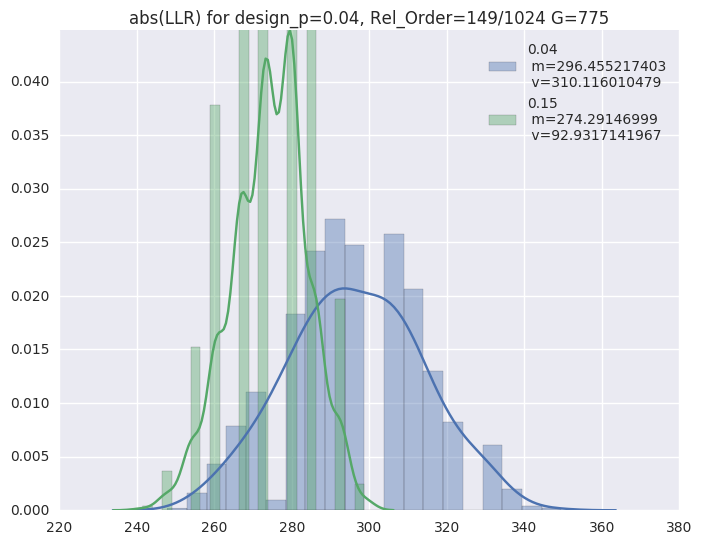 abs(LLR) for design_p=0.04, Rel_Order=149/1024 G=775
0.04
m=296.455217403
v=310.116010479
0.15
m=274.29146999
v=92.9317141967
0.040
0.035
0.030
0.025
0.020
0.015
0.010
0.005
0.000
220 240 260 280 300 320 340 360 380